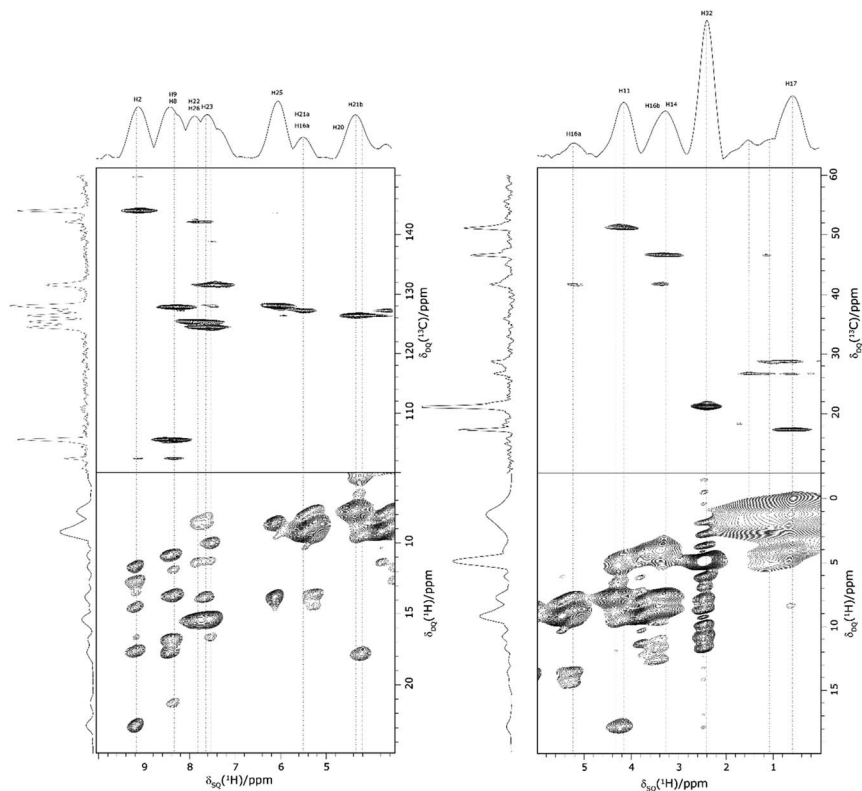 H2
H9
H8
H22
H26
H23
H25
H21a
H16a
H20
H21b
140
130
120
110
δDQ(¹³C)/ppm
10
15
20
δDQ(¹H)/ppm
9 8 7 6 5
δSQ(¹H)/ppm
H32
H16a
H11
H16b
H14
H17
60
50
40
30
20
δDQ(¹³C)/ppm
0
5
10
15
δDQ(¹H)/ppm
5 4 3 2 1
δSQ(¹H)/ppm